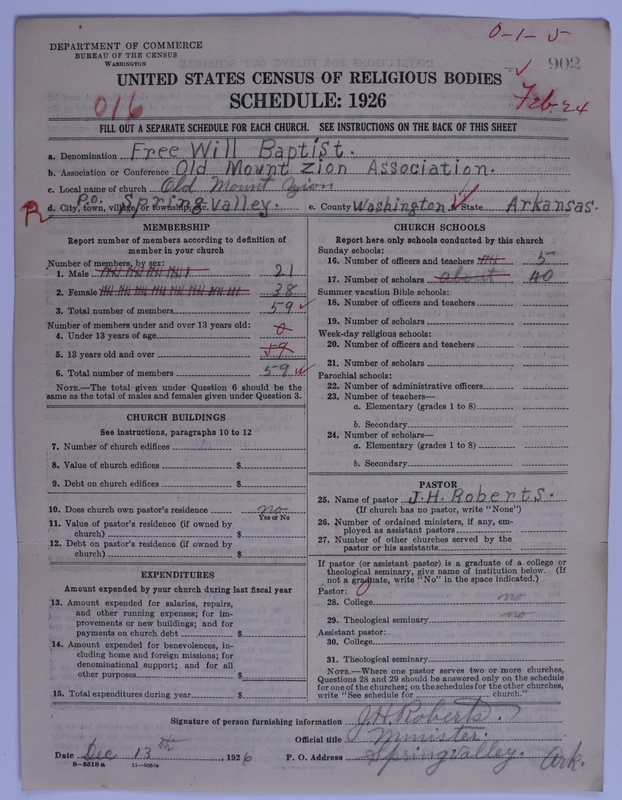 0-1-5
DEPARTMENT OF COMMERCE
BUREAU OF THE CENSUS
WASHINGTON
902
UNITED STATES CENSUS OF RELIGIOUS BODIES
016
SCHEDULE: 1926
Feb. 24
FILL OUT A SEPARATE SCHEDULE FOR EACH CHURCH. SEE INSTRUCTIONS ON THE BACK OF THIS SHEET
a. Denomination Free Will Baptist.
b. Association or Conference Old Mount Zion Association.
c. Local name of church Old Mount Zion
R d. City, town, village, or township, etc. P.O. Spring Valley. e. County Washington State Arkansas.
MEMBERSHIP
Report number of members according to definition of
member in your church
Number of members, by sex:
1. Male 21
2. Female 38
3. Total number of members 59
Number of members under and over 13 years old:
4. Under 13 years of age 0
5. 13 years old and over 59
6. Total number of members 59
NOTE.—The total given under Question 6 should be the
same as the total of males and females given under Question 3.
CHURCH BUILDINGS
See instructions, paragraphs 10 to 12
7. Number of church edifices
8. Value of church edifices $
9. Debt on church edifices $
10. Does church own pastor's residence no
Yes or No
11. Value of pastor's residence (if owned by
church) $
12. Debt on pastor's residence (if owned by
church) $
EXPENDITURES
Amount expended by your church during last fiscal year
13. Amount expended for salaries, repairs,
and other running expenses; for im-
provements or new buildings; and for
payments on church debt $
14. Amount expended for benevolences, in-
cluding home and foreign missions; for
denominational support; and for all
other purposes $
15. Total expenditures during year $
CHURCH SCHOOLS
Report here only schools conducted by this church
Sunday schools:
16. Number of officers and teachers 5
17. Number of scholars about 40
Summer vacation Bible schools:
18. Number of officers and teachers
19. Number of scholars
Week-day religious schools:
20. Number of officers and teachers
21. Number of scholars
Parochial schools:
22. Number of administrative officers
23. Number of teachers—
a. Elementary (grades 1 to 8)
b. Secondary
24. Number of scholars—
a. Elementary (grades 1 to 8)
b. Secondary
PASTOR
25. Name of pastor J.H. Roberts.
(If church has no pastor, write "None")
26. Number of ordained ministers, if any, em-
ployed as assistant pastors
27. Number of other churches served by the
pastor or his assistants
If pastor (or assistant pastor) is a graduate of a college or
theological seminary, give name of institution below. (If
not a graduate, write "No" in the space indicated.)
Pastor:
28. College no
29. Theological seminary no
Assistant pastor:
30. College
31. Theological seminary
NOTE.—Where one pastor serves two or more churches,
Questions 28 and 29 should be answered only on the schedule
for one of the churches; on the schedules for the other churches,
write "See schedule for church."
Signature of person furnishing information J.H. Roberts.
Official title Minister.
Date Dec 13th, 1926 P. O. Address Springvalley. Ark.
8-5518a 11-9051a